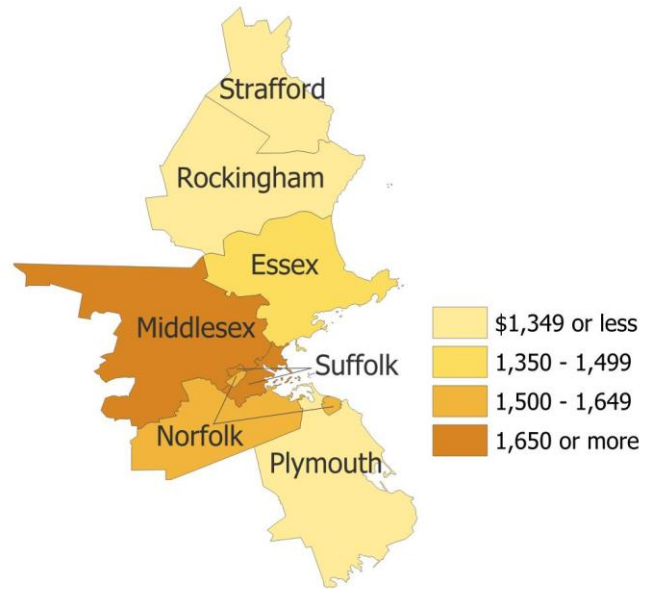 Strafford
Rockingham
Essex
Middlesex
Suffolk
Norfolk
Plymouth
$1,349 or less
1,350 - 1,499
1,500 - 1,649
1,650 or more